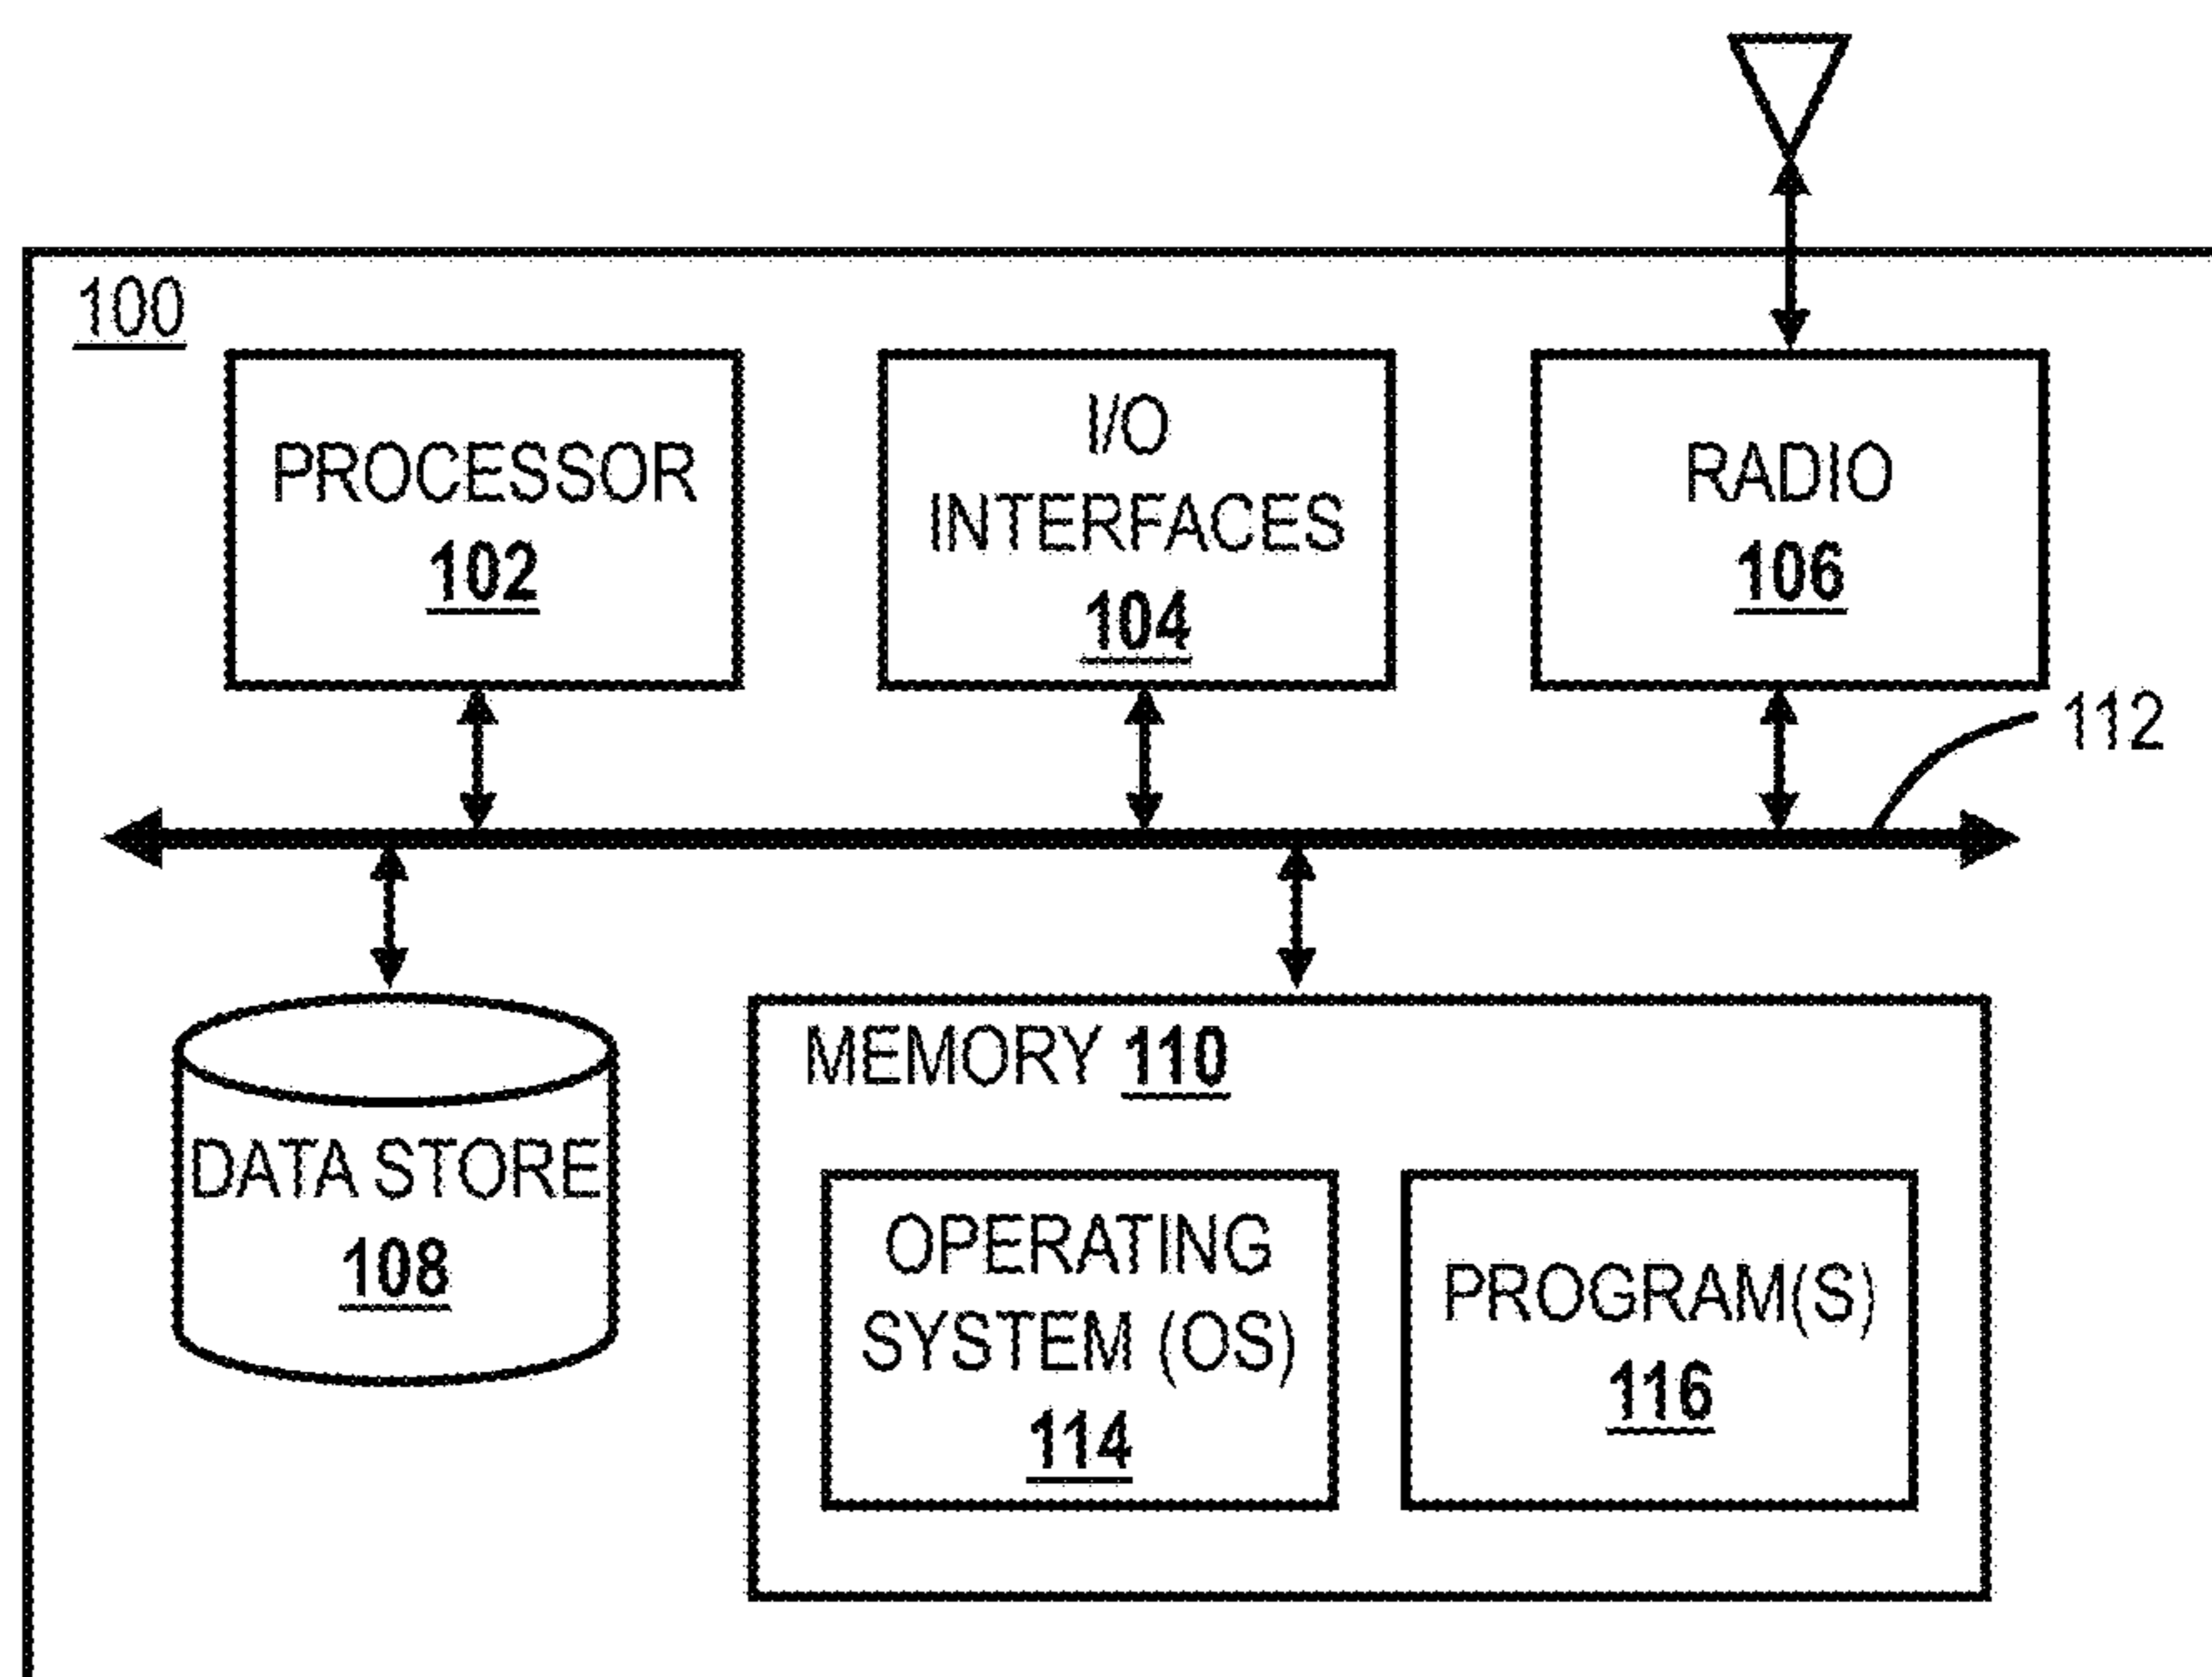 100
PROCESSOR
102
I/O
INTERFACES
104
RADIO
106
112
DATA STORE
108
MEMORY 110
OPERATING
SYSTEM (OS)
114
PROGRAM(S)
116